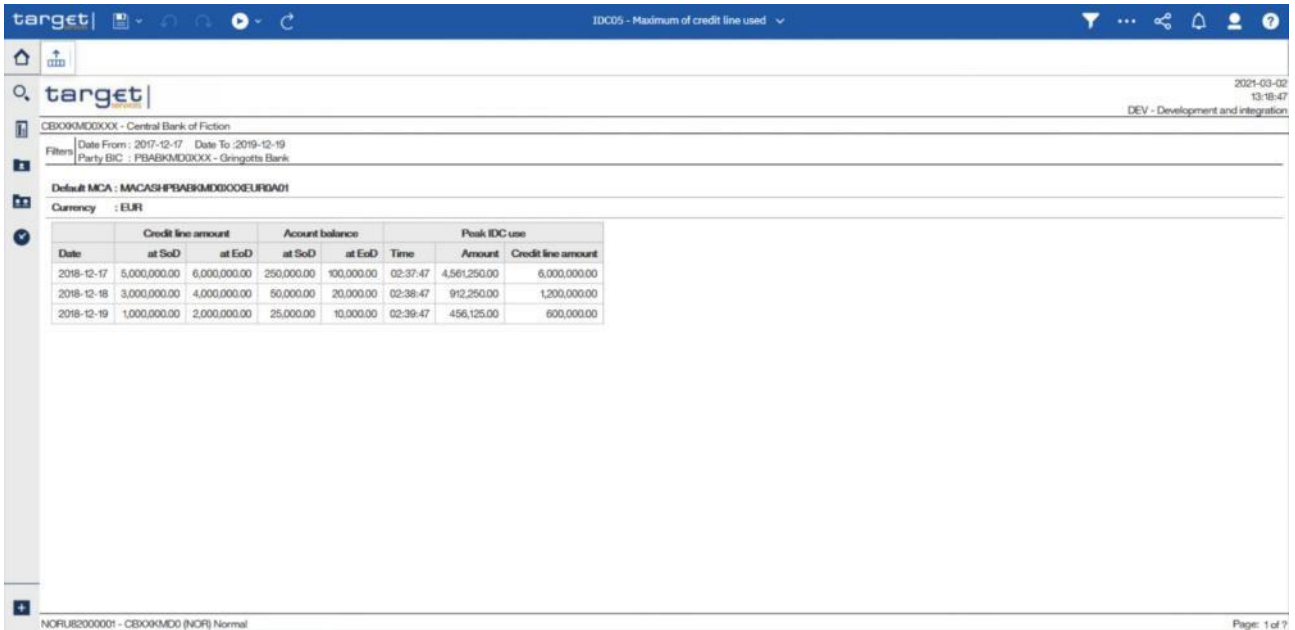 target|
IDC05 - Maximum of credit line used
target|
services
2021-03-02
13:18:47
DEV - Development and integration
CBXXKMD0XXX - Central Bank of Fiction
Filters Date From : 2017-12-17 Date To :2019-12-19
Party BIC : PBABKMD0XXX - Gringotts Bank
Default MCA : MACASHPBABKMD0XXXEUR0A01
Currency : EUR
Credit line amount Acount balance Peak IDC use
Date at SoD at EoD at SoD at EoD Time Amount Credit line amount
2018-12-17 5,000,000.00 6,000,000.00 250,000.00 100,000.00 02:37:47 4,561,250.00 6,000,000.00
2018-12-18 3,000,000.00 4,000,000.00 50,000.00 20,000.00 02:38:47 912,250.00 1,200,000.00
2018-12-19 1,000,000.00 2,000,000.00 25,000.00 10,000.00 02:39:47 456,125.00 600,000.00
NORU82000001 - CBXXKMD0 (NOR) Normal
Page: 1 of ?